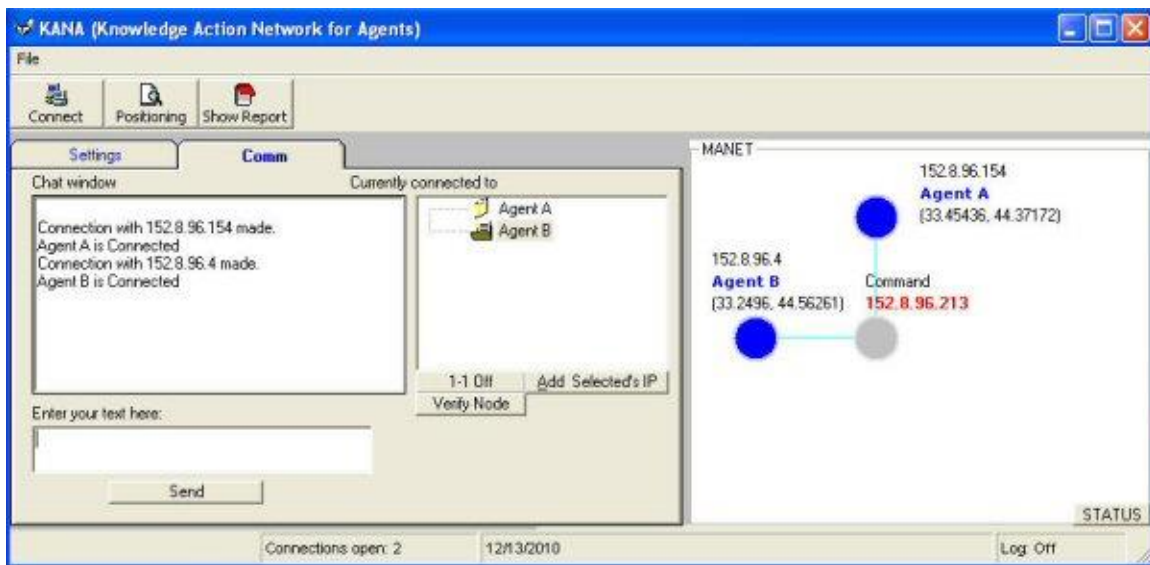 KANA (Knowledge Action Network for Agents)
File
Connect Positioning Show Report
Settings Comm
Chat window
Currently connected to
Connection with 152.8.96.154 made.
Agent A is Connected
Connection with 152.8.96.4 made.
Agent B is Connected
Agent A
Agent B
1-1 Off Add Selected's IP
Verify Node
Enter your text here:
Send
MANET
152.8.96.154
Agent A
(33.45436, 44.37172)
152.8.96.4
Agent B
(33.2496, 44.56261)
Command
152.8.96.213
STATUS
Connections open: 2 12/13/2010 Log: Off